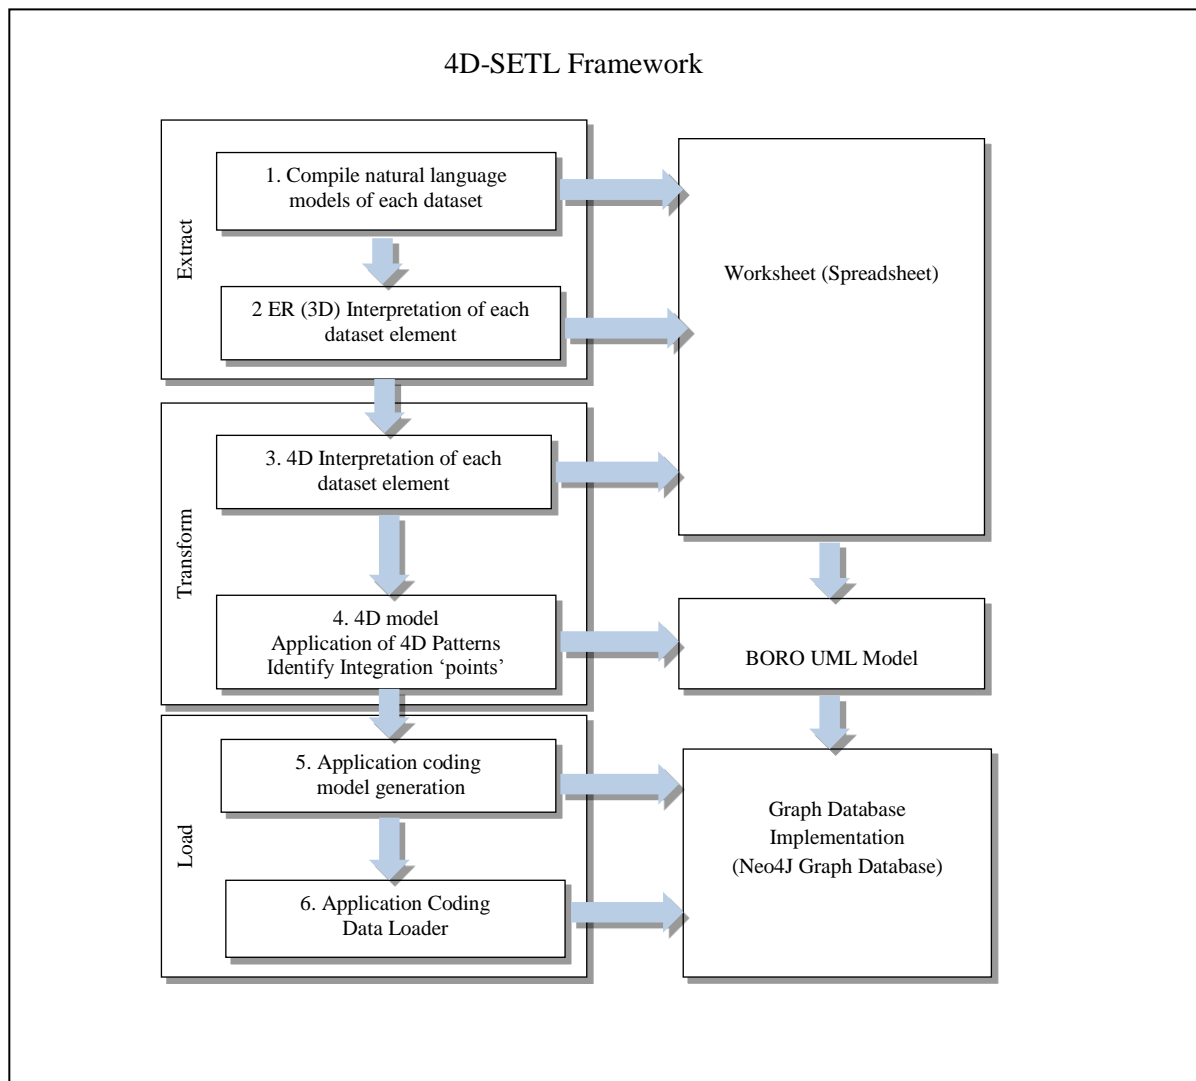 4D-SETL Framework
Extract
1. Compile natural language
models of each dataset
2 ER (3D) Interpretation of each
dataset element
Worksheet (Spreadsheet)
Transform
3. 4D Interpretation of each
dataset element
4. 4D model
Application of 4D Patterns
Identify Integration ‘points’
BORO UML Model
Load
5. Application coding
model generation
6. Application Coding
Data Loader
Graph Database
Implementation
(Neo4J Graph Database)